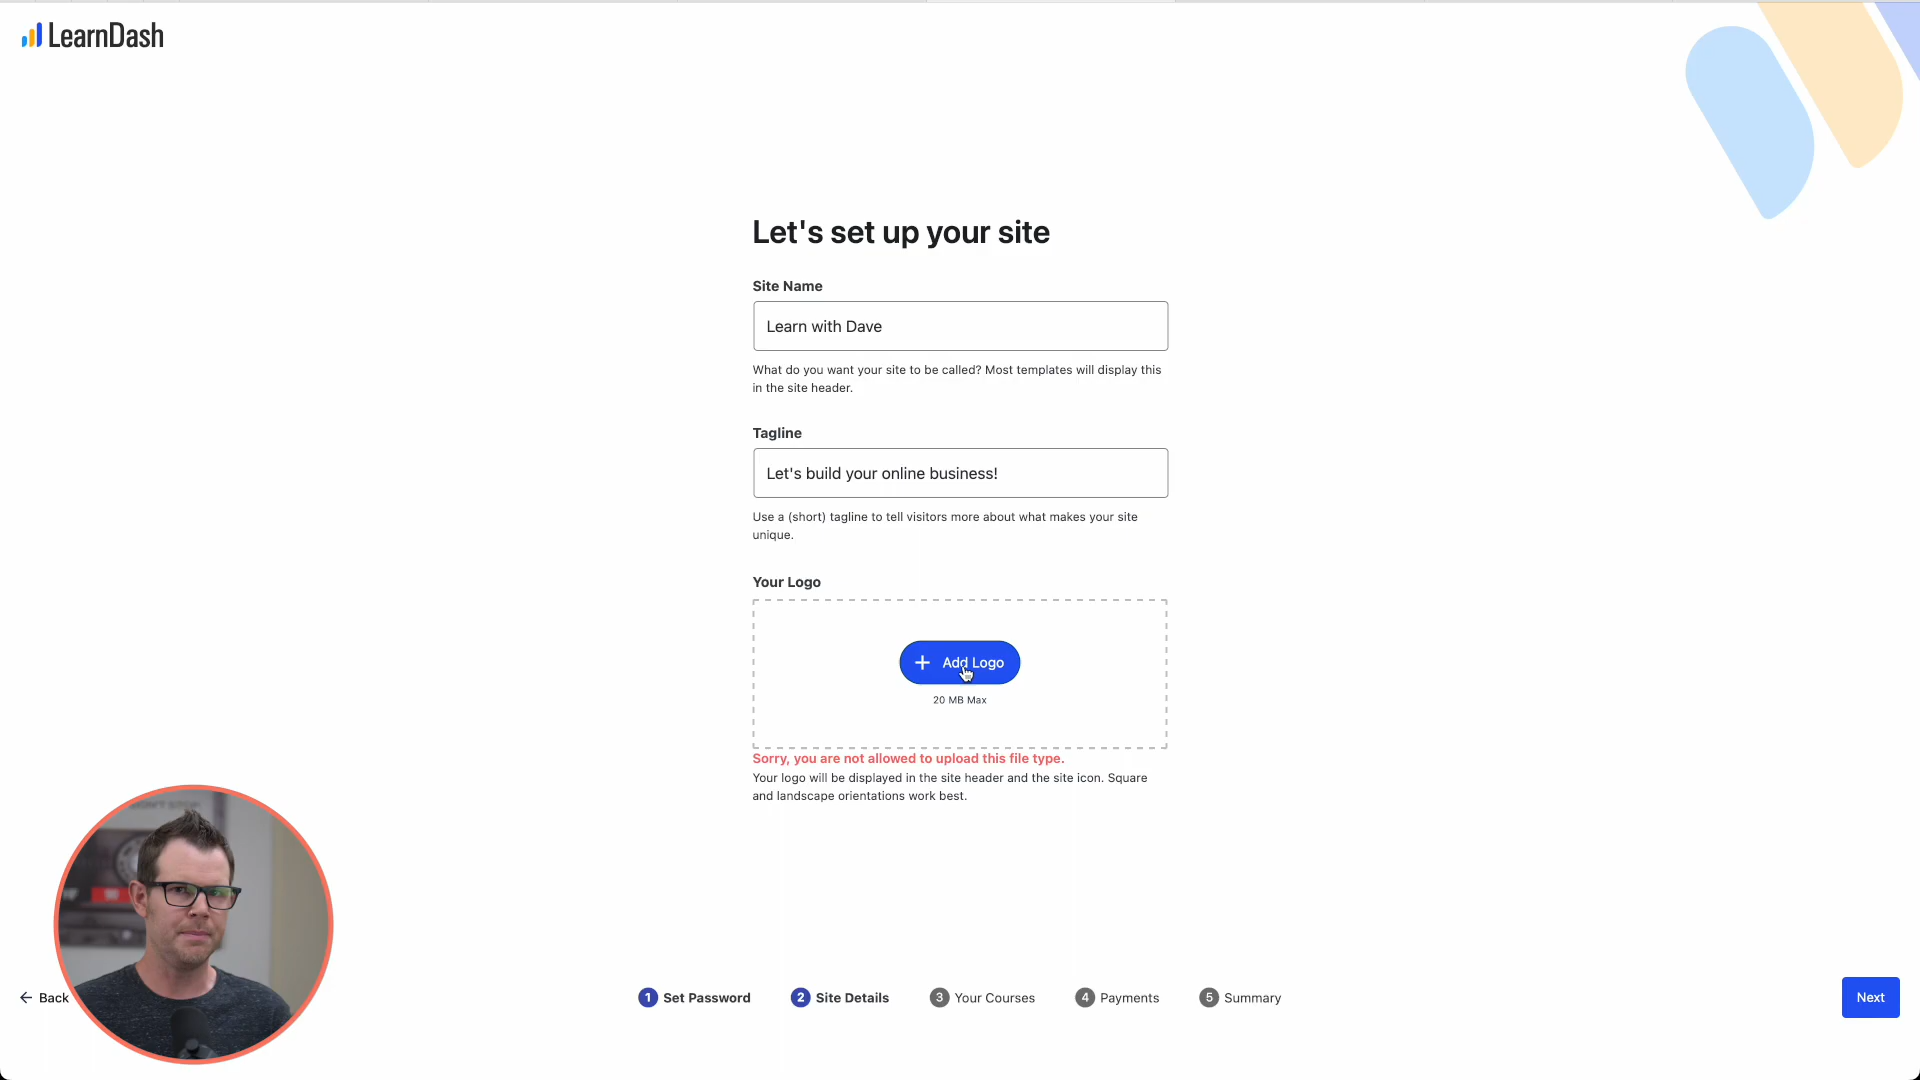 LearnDash
Let's set up your site
Site Name
Learn with Dave
What do you want your site to be called? Most templates will display this
in the site header.
Tagline
Let's build your online business!
Use a (short) tagline to tell visitors more about what makes your site
unique.
Your Logo
+ Add Logo
20 MB Max
Sorry, you are not allowed to upload this file type.
Your logo will be displayed in the site header and the site icon. Square
and landscape orientations work best.
← Back
1 Set Password
2 Site Details
3 Your Courses
4 Payments
5 Summary
Next